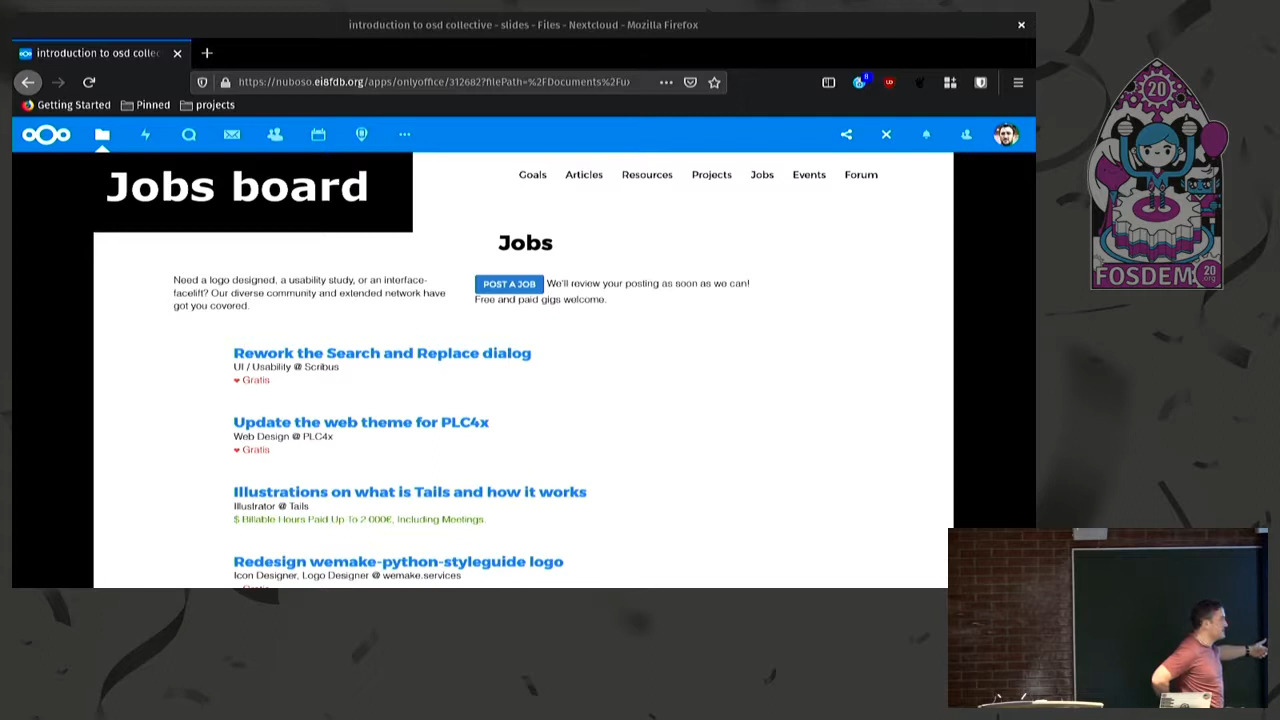 introduction to osd collective - slides - Files - Nextcloud - Mozilla Firefox
introduction to osd collec
https://nuboso.ei8fdb.org/apps/onlyoffice/312682?filePath=%2FDocuments%2Fu
8
Getting Started
Pinned
projects
Jobs board
Goals
Articles
Resources
Projects
Jobs
Events
Forum
Jobs
Need a logo designed, a usability study, or an interface-
facelift? Our diverse community and extended network have
got you covered.
POST A JOB We'll review your posting as soon as we can!
Free and paid gigs welcome.
Rework the Search and Replace dialog
UI / Usability @ Scribus
❤ Gratis
Update the web theme for PLC4x
Web Design @ PLC4x
❤ Gratis
Illustrations on what is Tails and how it works
Illustrator @ Tails
$ Billable Hours Paid Up To 2 000€, Including Meetings.
Redesign wemake-python-styleguide logo
Icon Designer, Logo Designer @ wemake.services
20
FOSDEM
20
.org